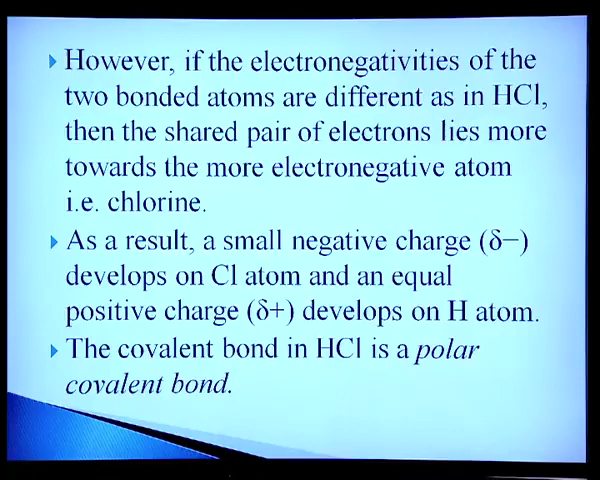 However, if the electronegativities of the
two bonded atoms are different as in HCl,
then the shared pair of electrons lies more
towards the more electronegative atom
i.e. chlorine.
As a result, a small negative charge (δ−)
develops on Cl atom and an equal
positive charge (δ+) develops on H atom.
The covalent bond in HCl is a polar
covalent bond.